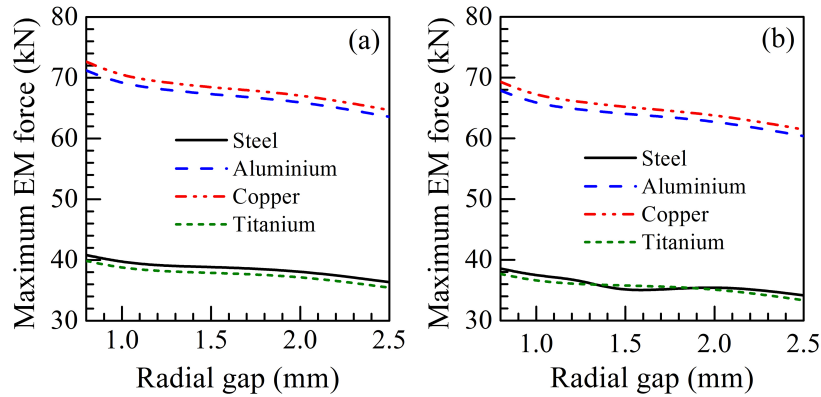 (a)
Maximum EM force (kN)
80
70
60
50
40
30
Steel
Aluminium
Copper
Titanium
1.0
1.5
2.0
2.5
Radial gap (mm)
(b)
Maximum EM force (kN)
80
70
60
50
40
30
Steel
Aluminium
Copper
Titanium
1.0
1.5
2.0
2.5
Radial gap (mm)